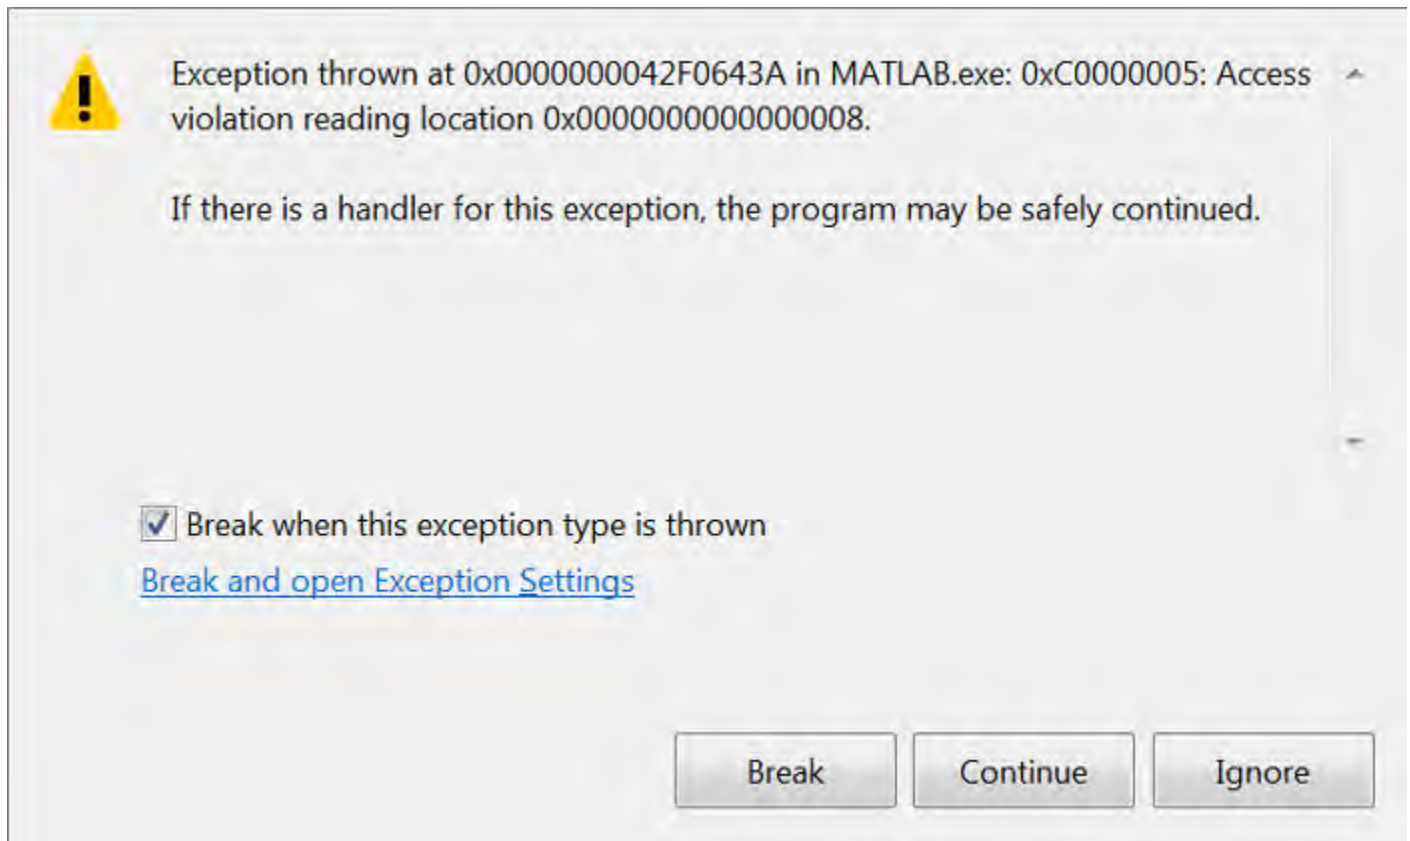 Exception thrown at 0x0000000042F0643A in MATLAB.exe: 0xC0000005: Access
violation reading location 0x0000000000000008.
If there is a handler for this exception, the program may be safely continued.
Break when this exception type is thrown
Break and open Exception Settings
Break Continue Ignore